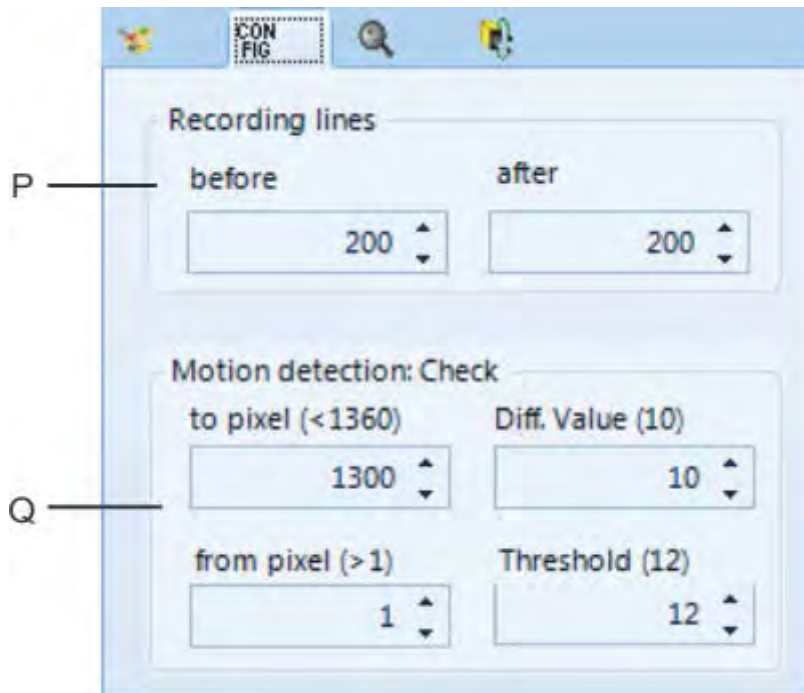 CON
FIG
Recording lines
P
before
after
200
200
Motion detection: Check
to pixel (<1360)
Diff. Value (10)
1300
10
Q
from pixel (>1)
Threshold (12)
1
12